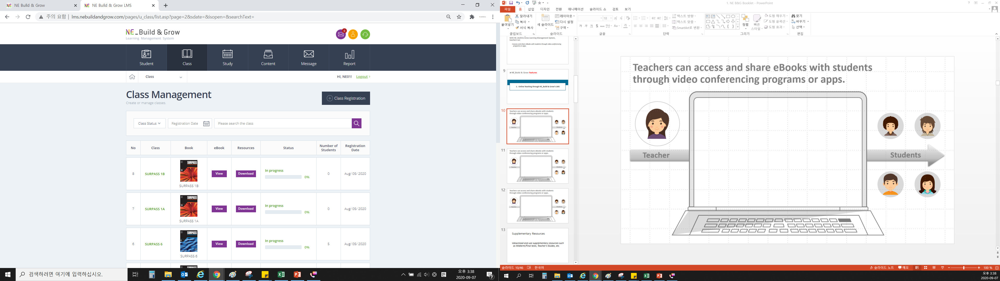 NE Build & Grow
NE Build & Grow LMS
주의 요함 | lms.nebuildandgrow.com/pages/u_class/list.asp?page=2&sdate=&isopen=&searchText=
NE_Build & Grow
Learning Management System
0
Student
Class
Study
Content
Message
Report
Class
Hi, NE01!
Logout
Class Management
Create or manage classes.
Class Registration
Class Status
Registration Date
Please search the class
No
Class
Book
eBook
Resources
Status
Number of Students
Registration Date
8
SURPASS 1B
SURPASS
SURPASS 1B
View
Download
In progress
0%
0
Aug/ 05/ 2020
7
SURPASS 1A
SURPASS
SURPASS 1A
View
Download
In progress
0%
0
Aug/ 05/ 2020
6
SURPASS 6
SURPASS
SURPASS 6
View
Download
In progress
0%
5
Aug/ 05/ 2020
검색하려면 여기에 입력하십시오.
한
오후 3:38
2020-09-07
7
1. NE B&G Booklet - PowerPoint
파일 홈 삽입 디자인 전환 애니메이션 슬라이드 쇼 검토 보기
붙여넣기
잘라내기
복사
서식 복사
클립보드
새 슬라이드
레이아웃
다시 설정
구역
슬라이드
18
글꼴
텍스트 방향
텍스트 맞춤
SmartArt로 변환
단락
정렬
빠른 스타일
도형 채우기
도형 윤곽선
도형 효과
그리기
찾기
바꾸기
선택
편집
With NE_Build & Grow Learning Management System,
teachers can
access and share eBooks with students through video conferencing
programs or apps.
9
NE_Build & Grow features
1. Online Teaching through NE_Build & Grow's LMS
10
Teachers can access and share eBooks with students
through video conferencing programs or apps.
Teacher
Students
11
Teachers can access and share eBooks with students
through video conferencing programs or apps.
Teacher
Students
12
Teachers can access and share eBooks with students
through video conferencing programs or apps.
Teacher
Students
13
Supplementary Resources
download and use supplementary resources such
as Midterm/Final tests, Teacher's Guides, etc.
Teachers can access and share eBooks with students
through video conferencing programs or apps.
Teacher
Students
슬라이드 10/46
한국어
슬라이드 노트
메모
100 %
오후 3:38
2020-09-07